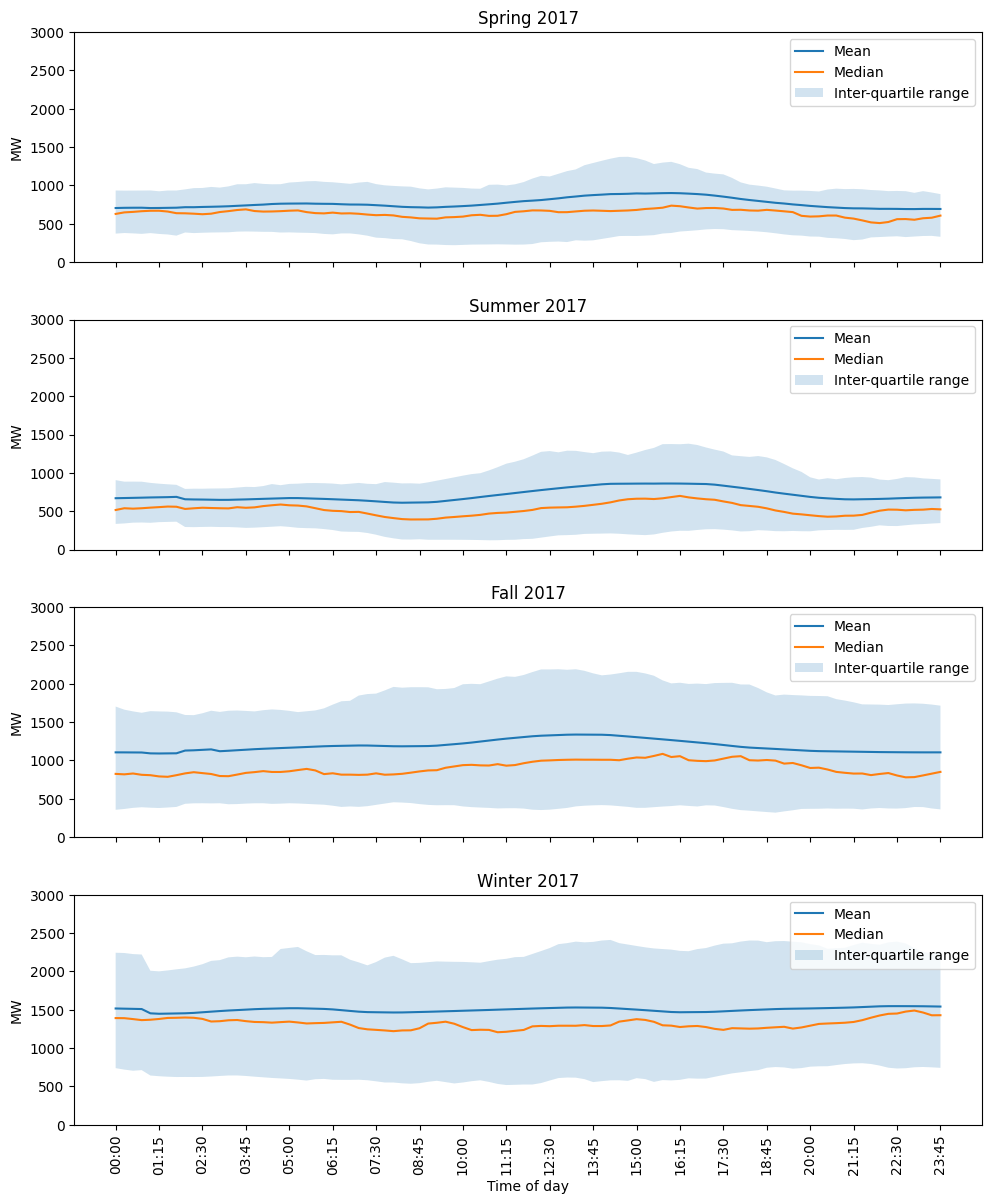 Spring 2017
3000
2500
2000
1500
1000
500
0
MW
Mean
Median
Inter-quartile range
Summer 2017
3000
2500
2000
1500
1000
500
0
MW
Mean
Median
Inter-quartile range
Fall 2017
3000
2500
2000
1500
1000
500
0
MW
Mean
Median
Inter-quartile range
Winter 2017
3000
2500
2000
1500
1000
500
0
MW
Mean
Median
Inter-quartile range
00:00
01:15
02:30
03:45
05:00
06:15
07:30
08:45
10:00
11:15
12:30
13:45
15:00
16:15
17:30
18:45
20:00
21:15
22:30
23:45
Time of day